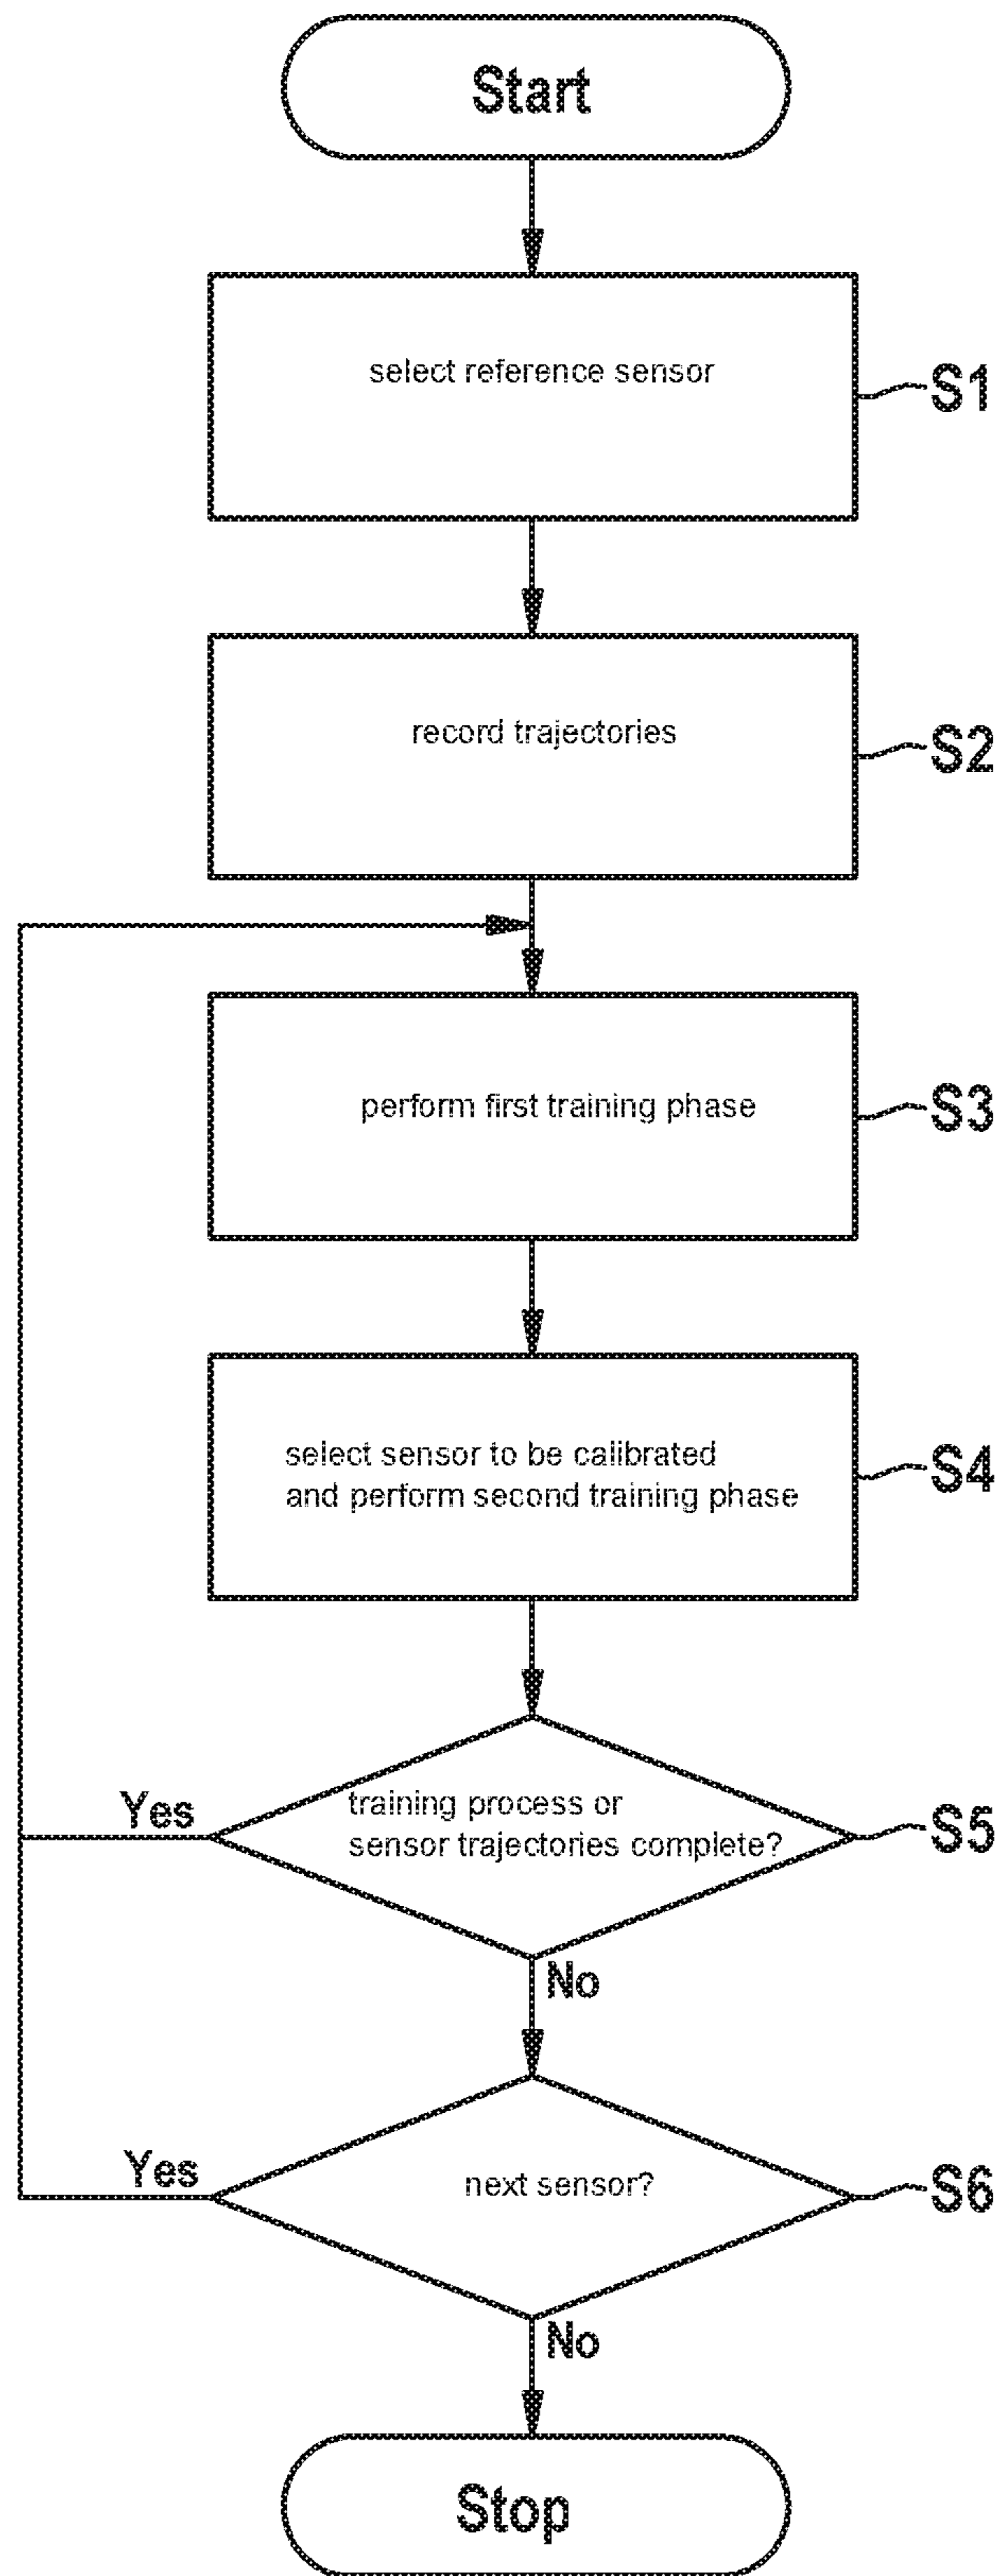 Start
select reference sensor
S1
record trajectories
S2
perform first training phase
S3
select sensor to be calibrated
and perform second training phase
S4
Yes
training process or
sensor trajectories complete?
S5
No
Yes
next sensor?
S6
No
Stop